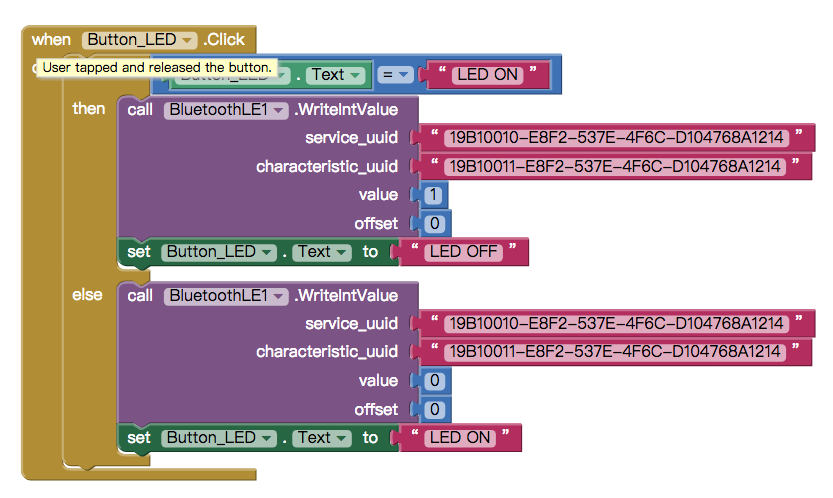 when Button_LED .Click
User tapped and released the button.
. Text = " LED ON "
then call BluetoothLE1 .WriteIntValue
service_uuid " 19B10010-E8F2-537E-4F6C-D104768A1214 "
characteristic_uuid " 19B10011-E8F2-537E-4F6C-D104768A1214 "
value 1
offset 0
set Button_LED . Text to " LED OFF "
else call BluetoothLE1 .WriteIntValue
service_uuid " 19B10010-E8F2-537E-4F6C-D104768A1214 "
characteristic_uuid " 19B10011-E8F2-537E-4F6C-D104768A1214 "
value 0
offset 0
set Button_LED . Text to " LED ON "